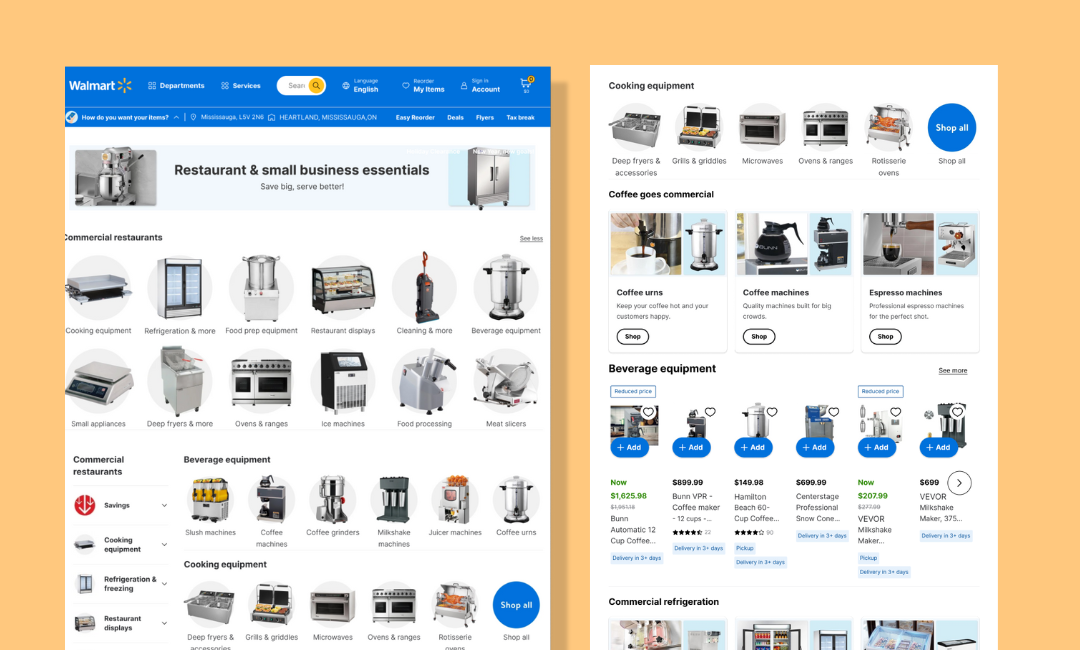 Walmart
Departments
Services
Sear
Language
English
Reorder
My Items
Sign in
Account
0
$0
How do you want your items?
Mississauga, L5V 2N6
HEARTLAND, MISSISSAUGA,ON
Easy Reorder
Deals
Flyers
Tax break
Restaurant & small business essentials
Save big, serve better!
Commercial restaurants
See less
Cooking equipment
Refrigeration & more
Food prep equipment
Restaurant displays
Cleaning & more
Beverage equipment
Small appliances
Deep fryers & more
Ovens & ranges
Ice machines
Food processing
Meat slicers
Commercial
restaurants
Savings
Cooking
equipment
Refrigeration &
freezing
Restaurant
displays
Beverage equipment
Slush machines
Coffee
machines
Coffee grinders
Milkshake
machines
Juicer machines
Coffee urns
Cooking equipment
Shop all
Deep fryers &
accessories
Grills & griddles
Microwaves
Ovens & ranges
Rotisserie
ovens
Shop all
Cooking equipment
Shop all
Deep fryers &
accessories
Grills & griddles
Microwaves
Ovens & ranges
Rotisserie
ovens
Shop all
Coffee goes commercial
BUNN
Coffee urns
Keep your coffee hot and your
customers happy.
Shop
Coffee machines
Quality machines built for big
crowds.
Shop
Espresso machines
Professional espresso machines
for the perfect shot.
Shop
Beverage equipment
See more
Reduced price
+ Add
Now
$1,625.98
$1,951.18
Bunn
Automatic 12
Cup Coffee...
Delivery in 3+ days
+ Add
$899.99
Bunn VPR -
Coffee maker
- 12 cups -...
22
Delivery in 3+ days
+ Add
$149.98
Hamilton
Beach 60-
Cup Coffee...
90
Pickup
Delivery in 3+ days
+ Add
$699.99
Centerstage
Professional
Snow Cone...
Delivery in 3+ days
Reduced price
+ Add
Now
$207.99
$277.99
VEVOR
Milkshake
Maker...
Pickup
Delivery in 3+ days
+ Add
$699
VEVOR
Milkshake
Maker, 375...
Delivery in 3+ days
Commercial refrigeration